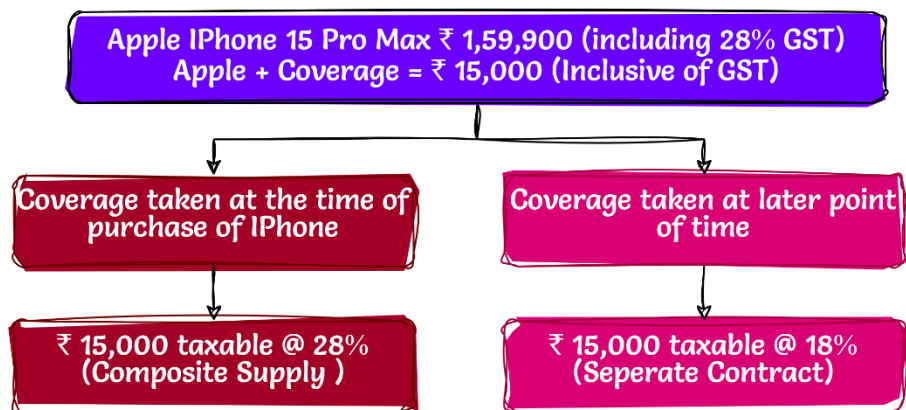 Apple IPhone 15 Pro Max ₹ 1,59,900 (including 28% GST)
Apple + Coverage = ₹ 15,000 (Inclusive of GST)
Coverage taken at the time of
purchase of IPhone
Coverage taken at later point
of time
₹ 15,000 taxable @ 28%
(Composite Supply )
₹ 15,000 taxable @ 18%
(Seperate Contract)